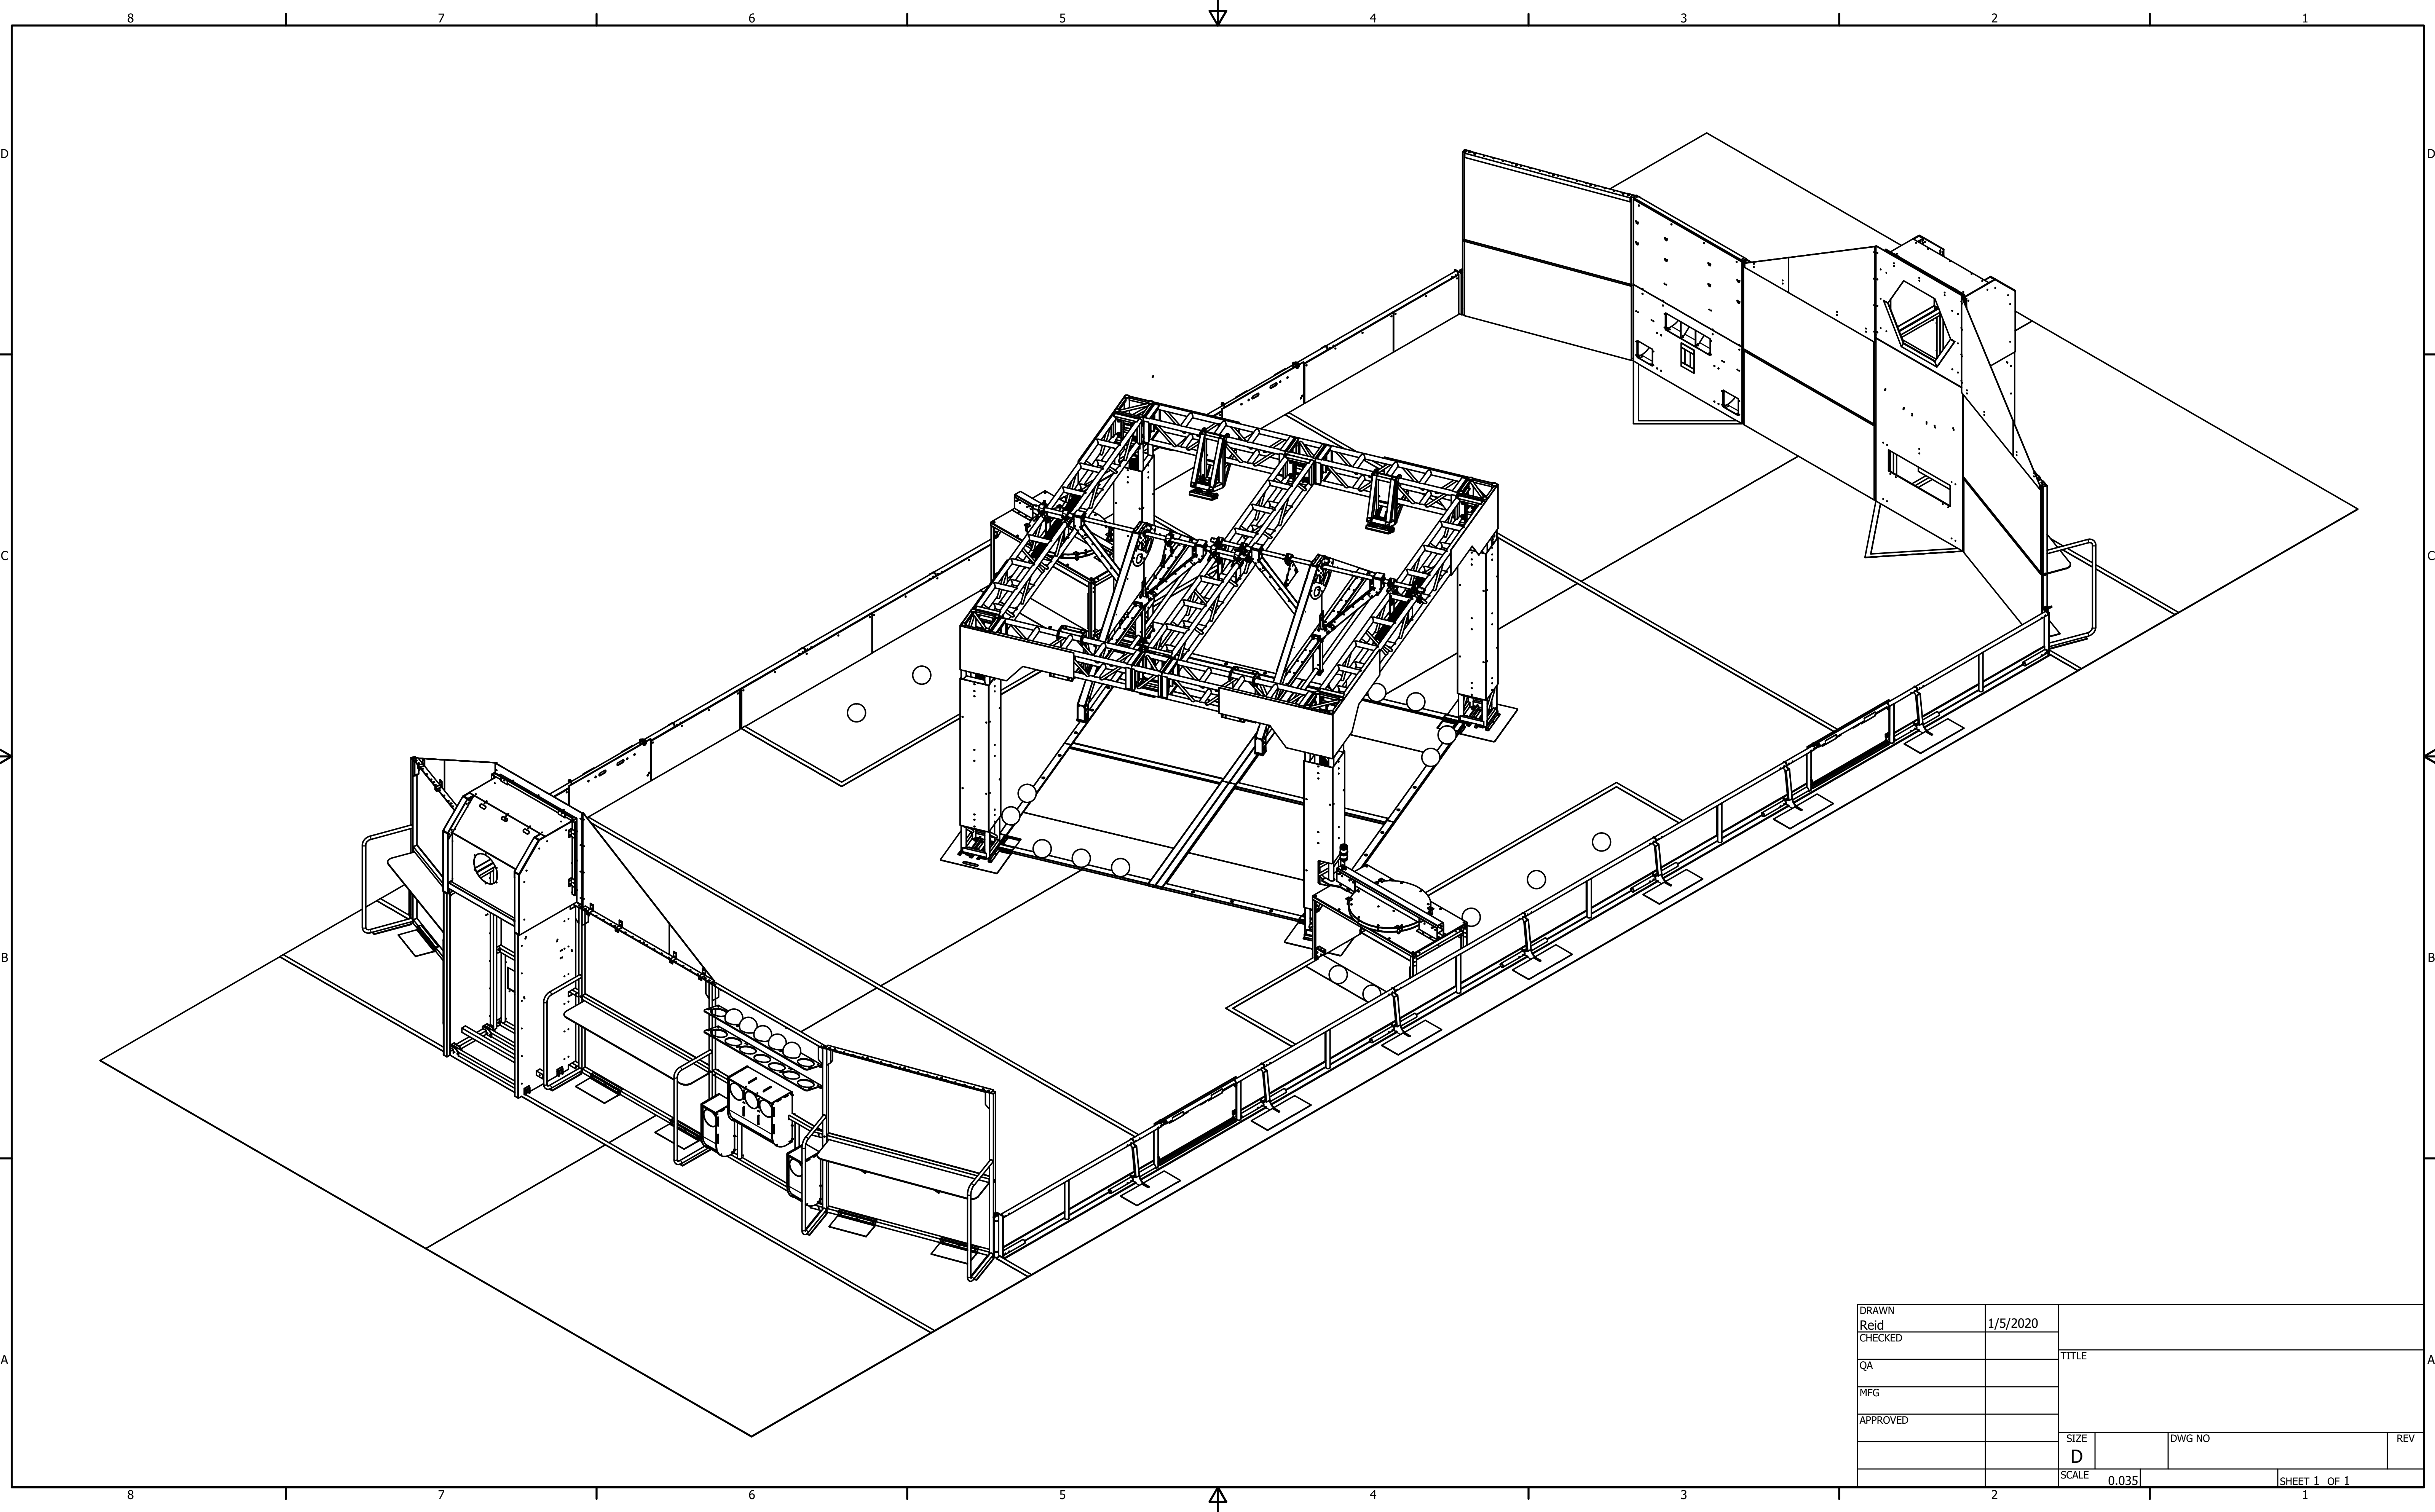 8 7 6 5 4 3 2 1
D D
C C
B B
A A
DRAWN
Reid 1/5/2020
CHECKED
TITLE
QA
MFG
APPROVED
SIZE DWG NO REV
D
SCALE 0.035 SHEET 1 OF 1
8 7 6 5 4 3 2 1